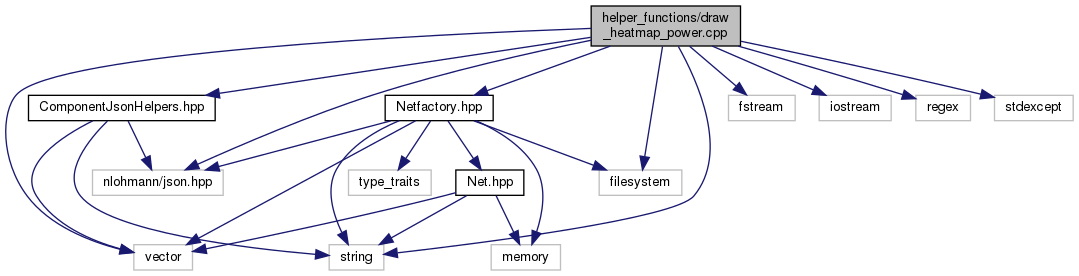 helper_functions/draw
_heatmap_power.cpp
ComponentJsonHelpers.hpp
Netfactory.hpp
fstream
iostream
regex
stdexcept
nlohmann/json.hpp
type_traits
Net.hpp
filesystem
vector
string
memory